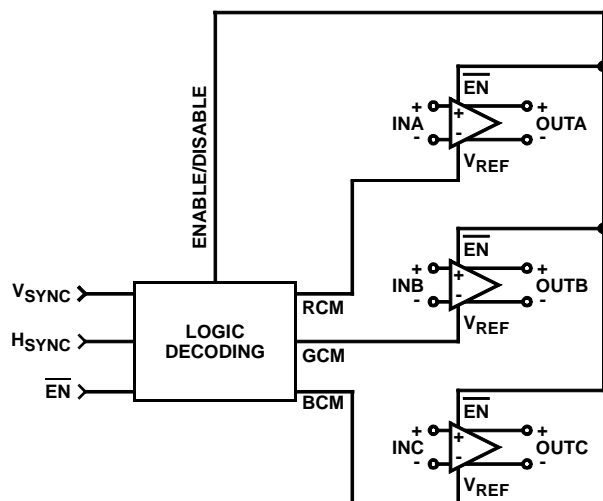 ENABLE/DISABLE
EN
+ + +
INA OUTA
- - -
VREF
EN
+ + +
INB OUTB
- - -
VREF
VSYNC
HSYNC
EN
LOGIC
DECODING
RCM
GCM
BCM
EN
+ + +
INC OUTC
- - -
VREF